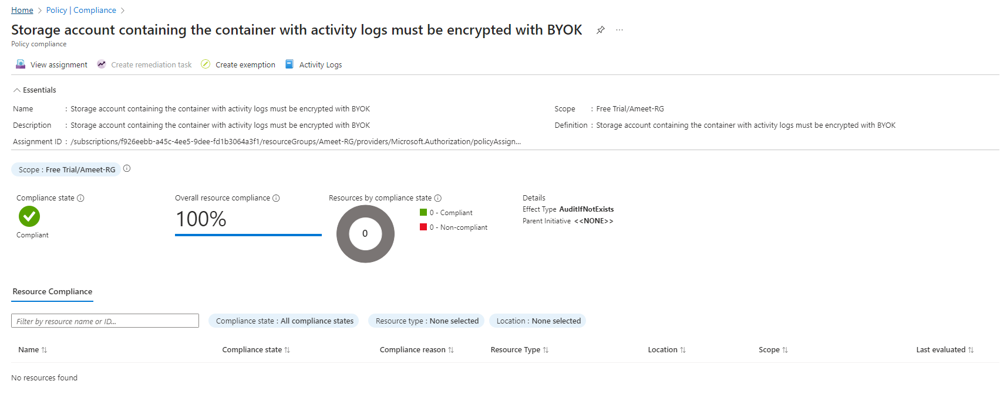 Home > Policy | Compliance >
Storage account containing the container with activity logs must be encrypted with BYOK ...
Policy compliance
View assignment Create remediation task Create exemption Activity Logs
Essentials
Name : Storage account containing the container with activity logs must be encrypted with BYOK Scope : Free Trial/Ameet-RG
Description : Storage account containing the container with activity logs must be encrypted with BYOK Definition : Storage account containing the container with activity logs must be encrypted with BYOK
Assignment ID : /subscriptions/f926eebb-a45c-4ee5-9dee-fd1b3064a3f1/resourceGroups/Ameet-RG/providers/Microsoft.Authorization/policyAssign...
Scope : Free Trial/Ameet-RG
Compliance state Overall resource compliance Resources by compliance state Details
Effect Type AuditIfNotExists
0 - Compliant
100%
Parent Initiative <<NONE>>
0 - Non-compliant
0
Compliant
Resource Compliance
Filter by resource name or ID... Compliance state : All compliance states Resource type : None selected Location : None selected
Name Compliance state Compliance reason Resource Type Location Scope Last evaluated
No resources found